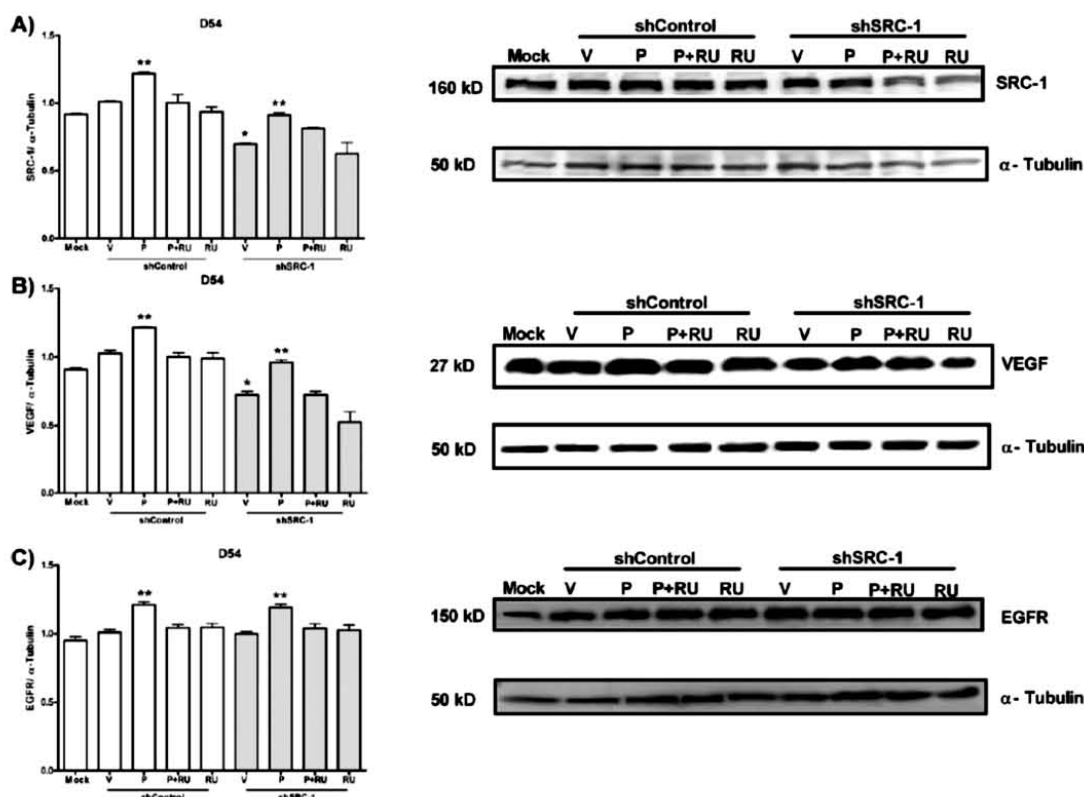 A)
D54
SRC-1/ α-Tubulin
1.5
1.0
0.5
0.0
**
*
**
Mock V P P+RU RU V P P+RU RU
shControl shSRC-1
shControl shSRC-1
Mock V P P+RU RU V P P+RU RU
160 kD SRC-1
50 kD α- Tubulin
B)
D54
VEGF/ α-Tubulin
1.5
1.0
0.5
0.0
**
*
**
Mock V P P+RU RU V P P+RU RU
shControl shSRC-1
shControl shSRC-1
Mock V P P+RU RU V P P+RU RU
27 kD VEGF
50 kD α- Tubulin
C)
D54
EGFR/ α-Tubulin
1.5
1.0
0.5
0.0
**
**
Mock V P P+RU RU V P P+RU RU
shControl shSRC-1
shControl shSRC-1
Mock V P P+RU RU V P P+RU RU
150 kD EGFR
50 kD α- Tubulin